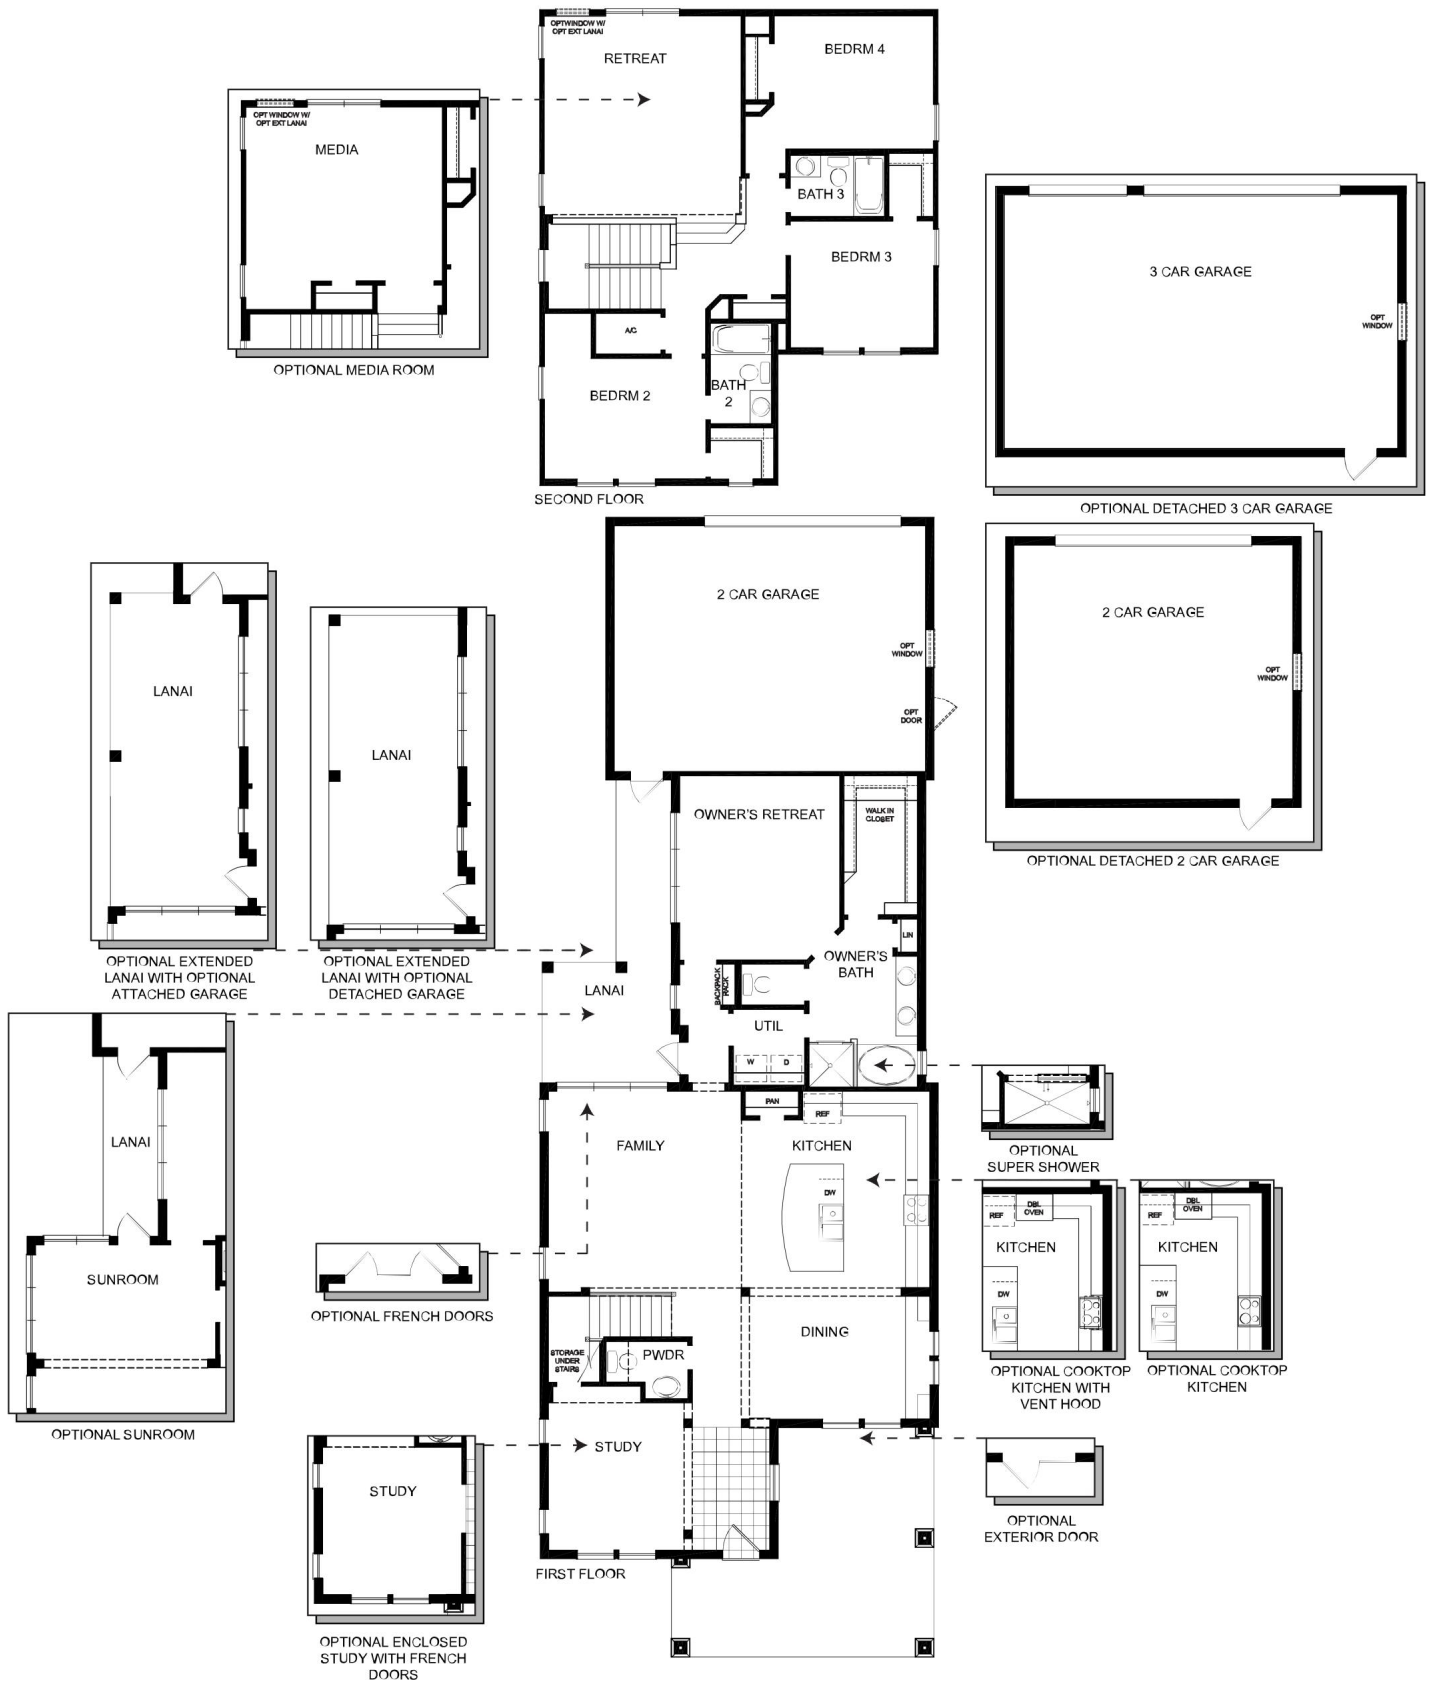 OPT WINDOW W/
OPT EXT LANAI
RETREAT
BEDRM 4
BATH 3
BEDRM 3
A/C
BEDRM 2
BATH
2
SECOND FLOOR
OPT WINDOW W/
OPT EXT LANAI
MEDIA
OPTIONAL MEDIA ROOM
3 CAR GARAGE
OPT
WINDOW
OPTIONAL DETACHED 3 CAR GARAGE
2 CAR GARAGE
OPT
WINDOW
OPTIONAL DETACHED 2 CAR GARAGE
2 CAR GARAGE
OPT
WINDOW
OPT
DOOR
LANAI
OPTIONAL EXTENDED
LANAI WITH OPTIONAL
ATTACHED GARAGE
LANAI
OPTIONAL EXTENDED
LANAI WITH OPTIONAL
DETACHED GARAGE
OWNER'S RETREAT
WALK IN
CLOSET
LIN
OWNER'S
BATH
BACKPACK
RACK
LANAI
UTIL
W
D
PAN
REF
FAMILY
KITCHEN
DW
DINING
STORAGE
UNDER
STAIRS
PWDR
STUDY
FIRST FLOOR
LANAI
SUNROOM
OPTIONAL SUNROOM
OPTIONAL FRENCH DOORS
STUDY
OPTIONAL ENCLOSED
STUDY WITH FRENCH
DOORS
OPTIONAL
SUPER SHOWER
REF
DBL
OVEN
KITCHEN
DW
OPTIONAL COOKTOP
KITCHEN WITH
VENT HOOD
REF
DBL
OVEN
KITCHEN
DW
OPTIONAL COOKTOP
KITCHEN
OPTIONAL
EXTERIOR DOOR